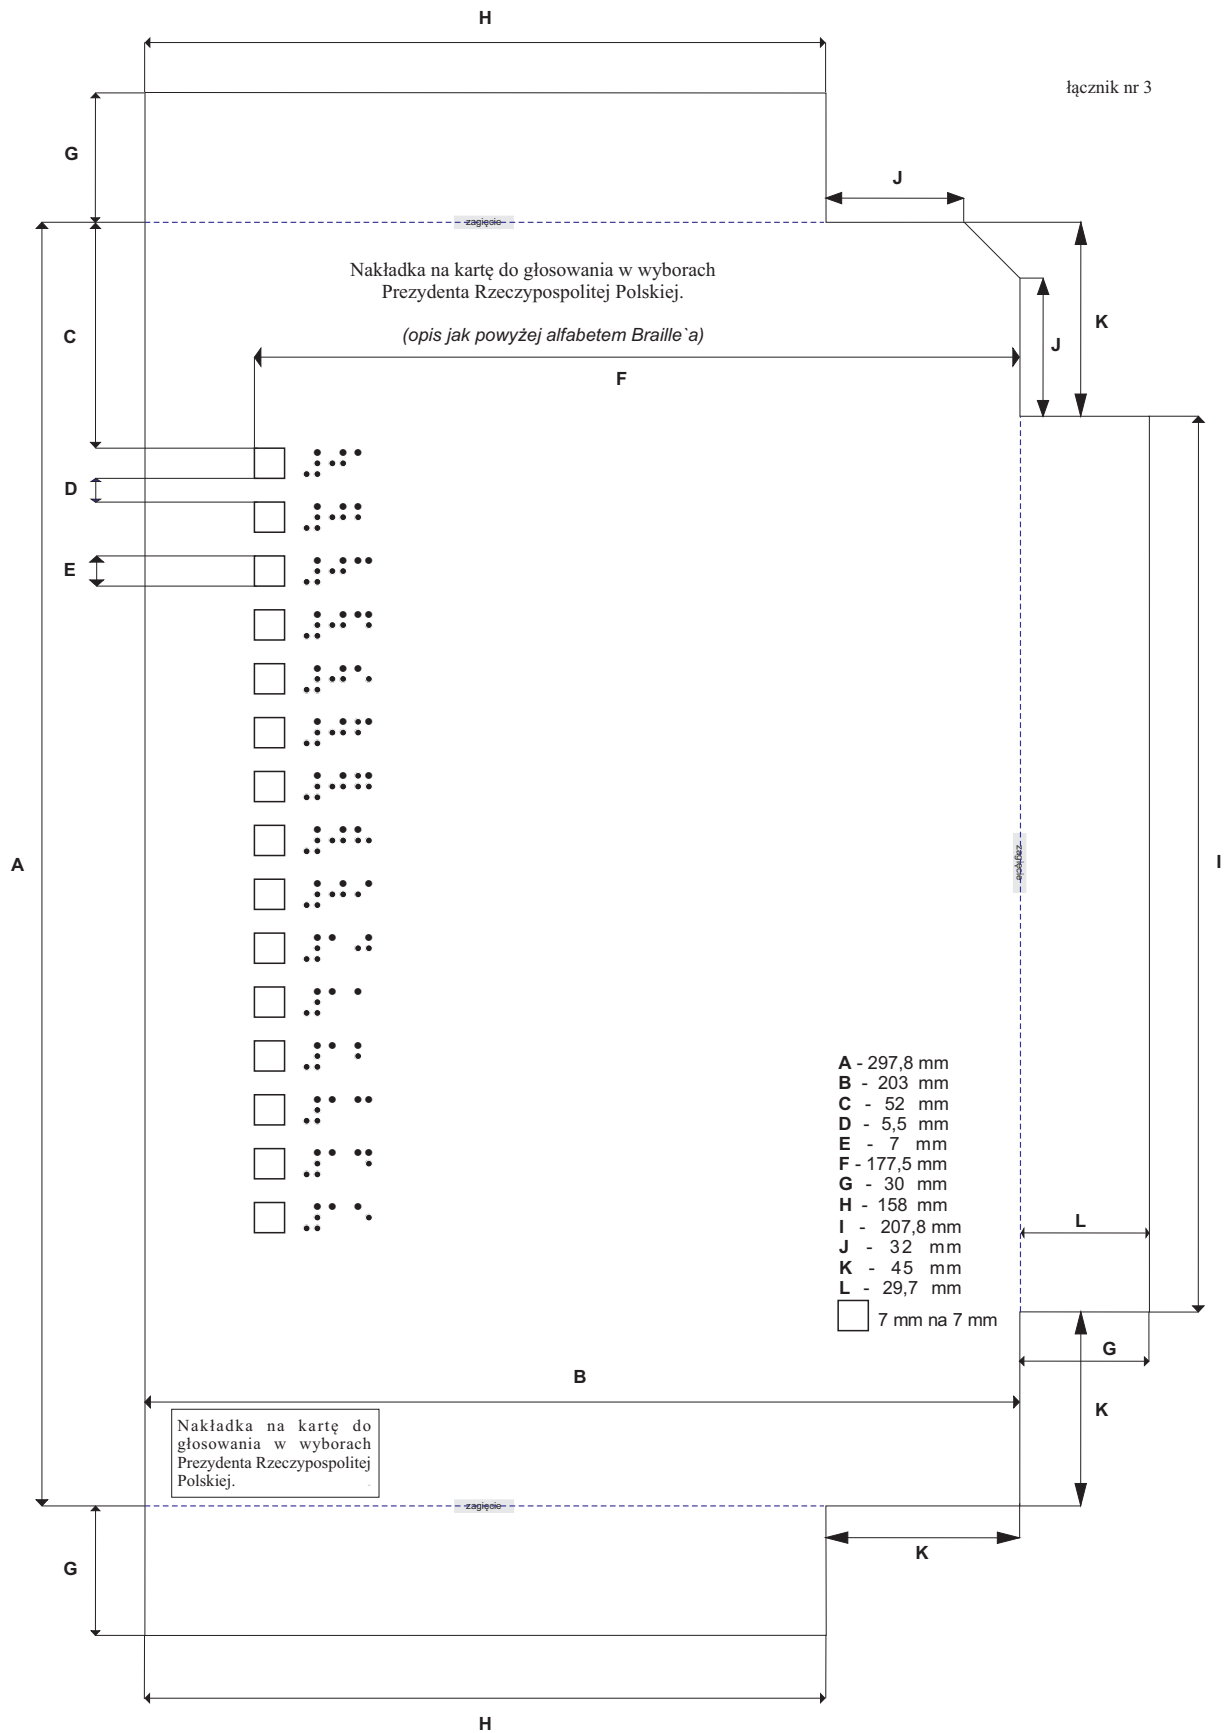 H
łącznik nr 3
G
J
zagięcie
Nakładka na kartę do głosowania w wyborach
Prezydenta Rzeczypospolitej Polskiej.
K
C
(opis jak powyżej alfabetem Braille`a)
J
F
⠼⠚⠁
D
⠼⠚⠃
E
⠼⠚⠉
⠼⠚⠙
⠼⠚⠑
⠼⠚⠋
⠼⠚⠛
⠼⠚⠓
A
zagięcie
I
⠼⠚⠊
⠼⠁⠚
⠼⠁⠁
⠼⠁⠃
⠼⠁⠉
⠼⠁⠙
⠼⠁⠑
A - 297,8 mm
B - 203 mm
C - 52 mm
D - 5,5 mm
E - 7 mm
F - 177,5 mm
G - 30 mm
H - 158 mm
I - 207,8 mm
J - 32 mm
K - 45 mm
L - 29,7 mm
7 mm na 7 mm
L
G
B
K
Nakładka na kartę do
głosowania w wyborach
Prezydenta Rzeczypospolitej
Polskiej.
zagięcie
K
G
H